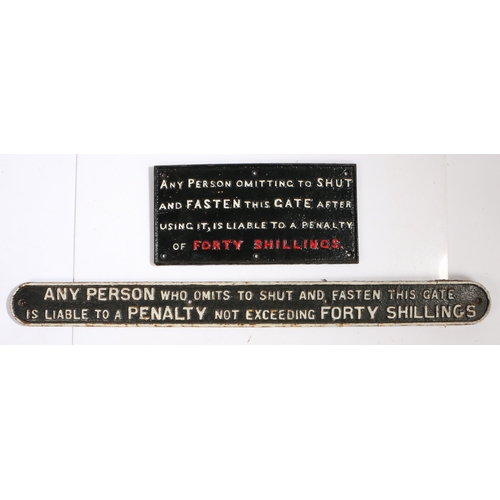 ANY PERSON OMITTING TO SHUT
AND FASTEN THIS GATE AFTER
USING IT, IS LIABLE TO A PENALTY
OF FORTY SHILLINGS
ANY PERSON WHO OMITS TO SHUT AND FASTEN THIS GATE
IS LIABLE TO A PENALTY NOT EXCEEDING FORTY SHILLINGS